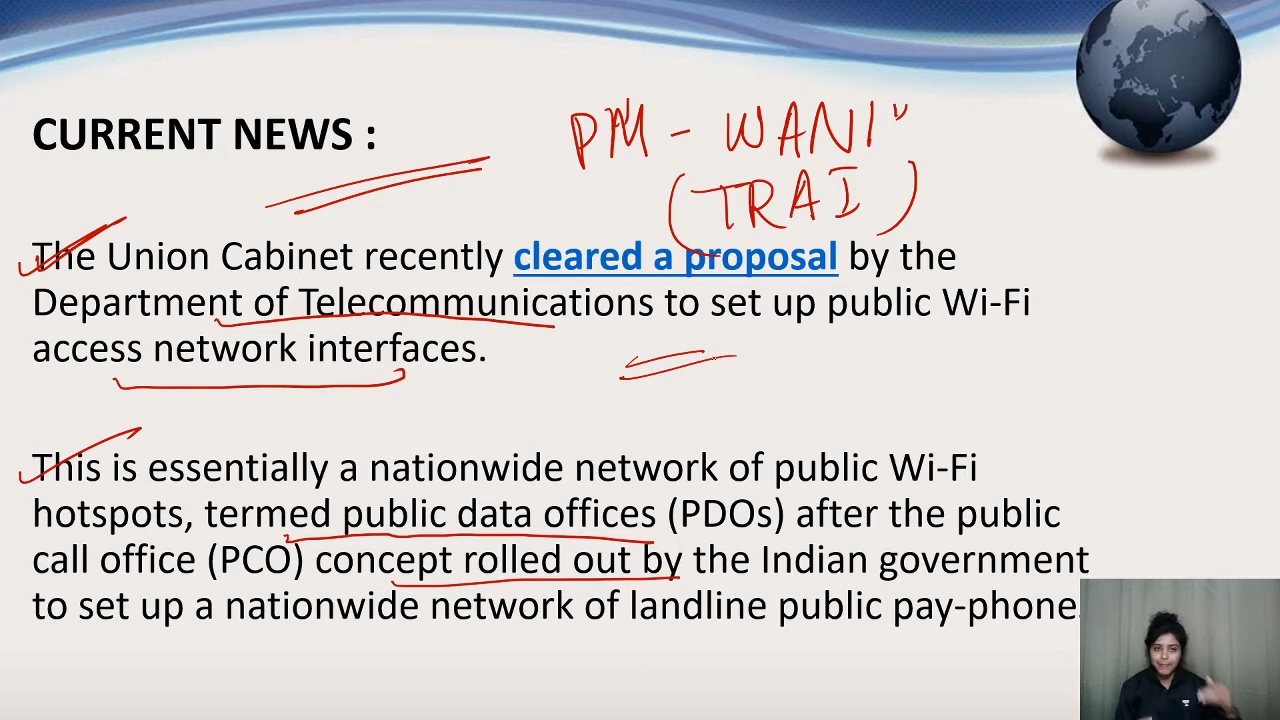 CURRENT NEWS :
PM - WANI"
(TRAI)
The Union Cabinet recently cleared a proposal by the
Department of Telecommunications to set up public Wi-Fi
access network interfaces.
This is essentially a nationwide network of public Wi-Fi
hotspots, termed public data offices (PDOs) after the public
call office (PCO) concept rolled out by the Indian government
to set up a nationwide network of landline public pay-phone